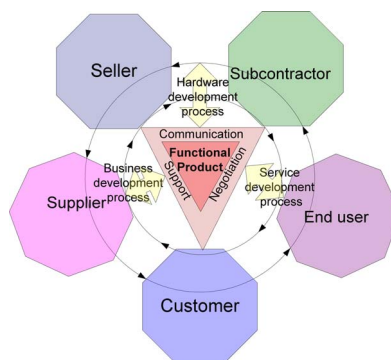 Seller
Subcontractor
Hardware
development
process
Communication
Functional
Product
Support
Negotiation
Business
development
process
Service
development
process
Supplier
End user
Customer